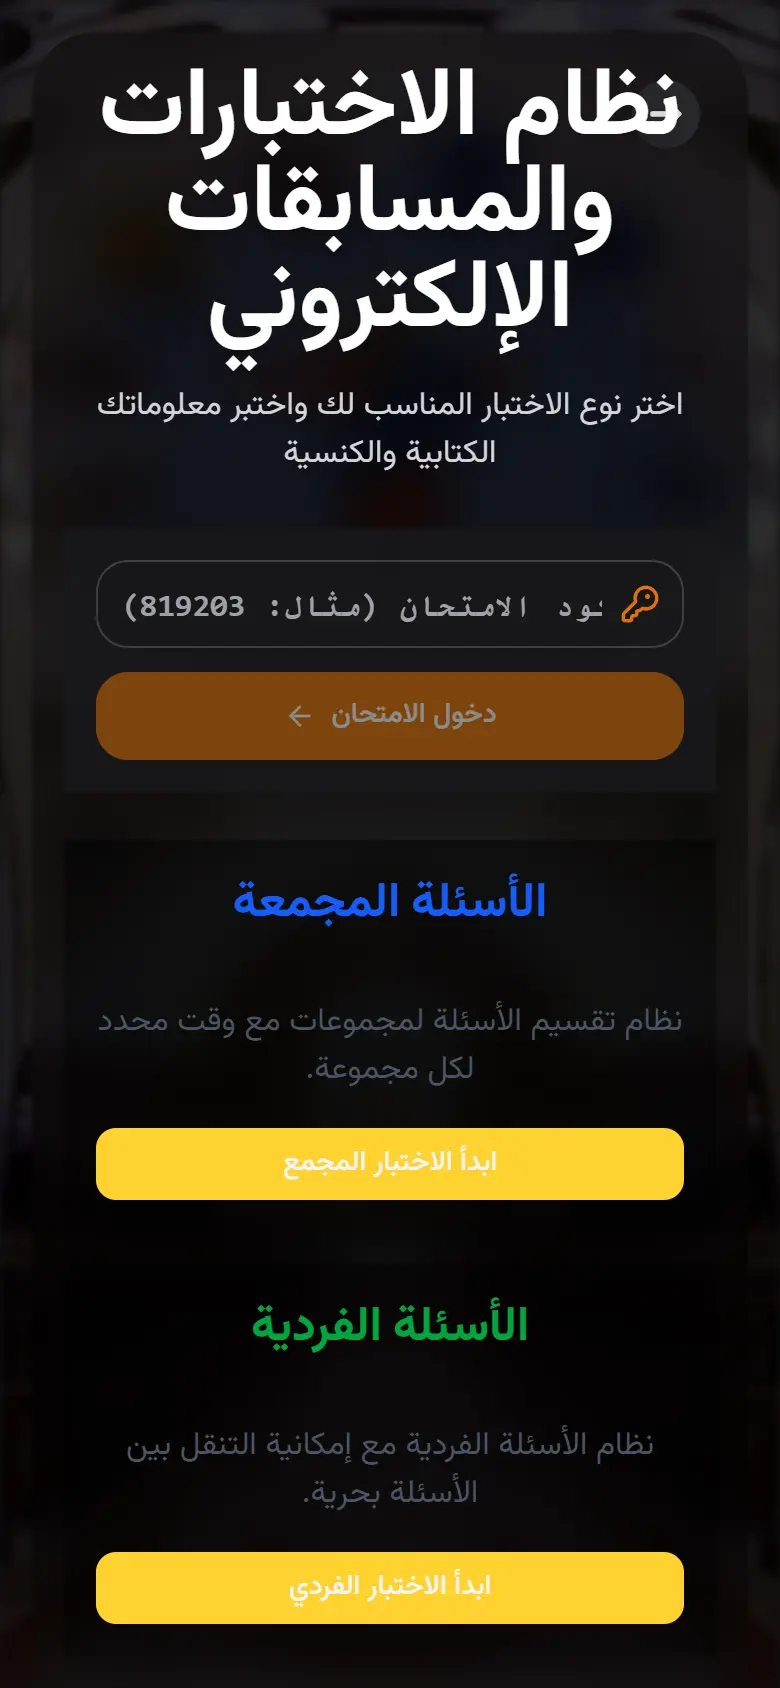 نظام الاختبارات
والمسابقات
الإلكتروني
اختر نوع الاختبار المناسب لك واختبر معلوماتك
الكتابية والكنسية
الامتحان (مثال: 819203)
دخول الامتحان ←
الأسئلة المجمعة
نظام تقسيم الأسئلة لمجموعات مع وقت محدد
لكل مجموعة.
ابدأ الاختبار المجمع
الأسئلة الفردية
نظام الأسئلة الفردية مع إمكانية التنقل بين
الأسئلة بحرية.
ابدأ الاختبار الفردي